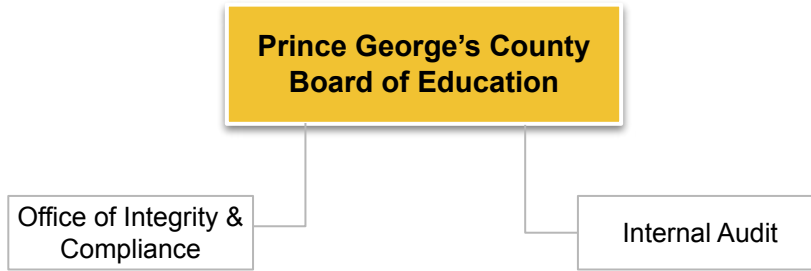 Prince George’s County
Board of Education
Office of Integrity &
Compliance
Internal Audit